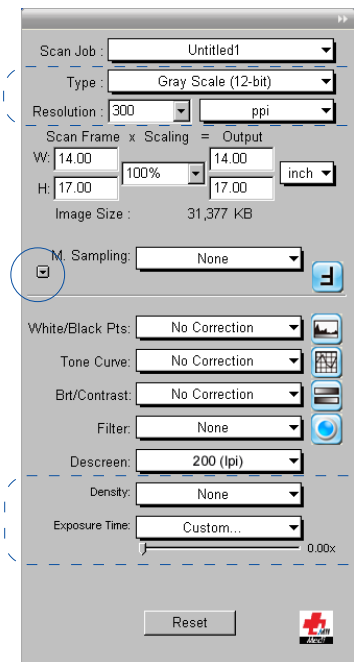 Scan Job : Untitled1
Type : Gray Scale (12-bit)
Resolution : 300 ppi
Scan Frame x Scaling = Output
W: 14.00 14.00
100% inch
H: 17.00 17.00
Image Size : 31,377 KB
M. Sampling: None
White/Black Pts: No Correction
Tone Curve: No Correction
Brt/Contrast: No Correction
Filter: None
Descreen: 200 (lpi)
Density: None
Exposure Time: Custom...
0.00x
Reset